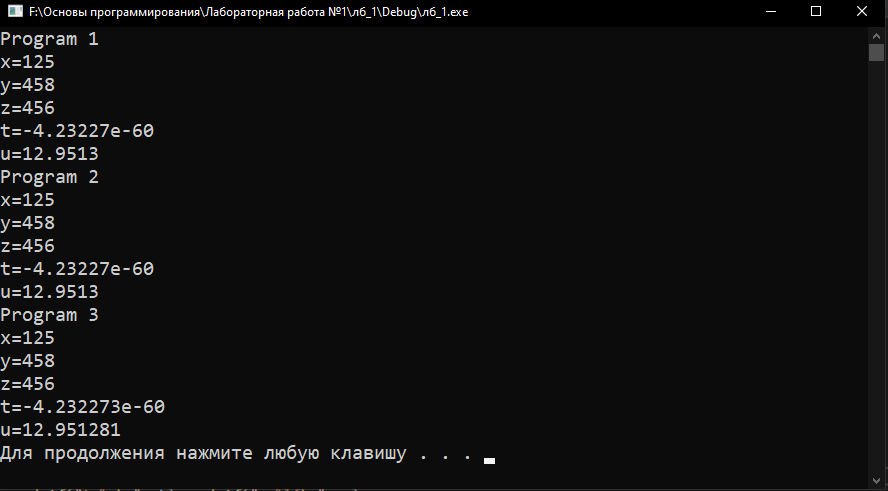 F:\Основы программирования\Лабораторная работа №1\лб_1\Debug\лб_1.exe
Program 1
x=125
y=458
z=456
t=-4.23227e-60
u=12.9513
Program 2
x=125
y=458
z=456
t=-4.23227e-60
u=12.9513
Program 3
x=125
y=458
z=456
t=-4.232273e-60
u=12.951281
Для продолжения нажмите любую клавишу . . .